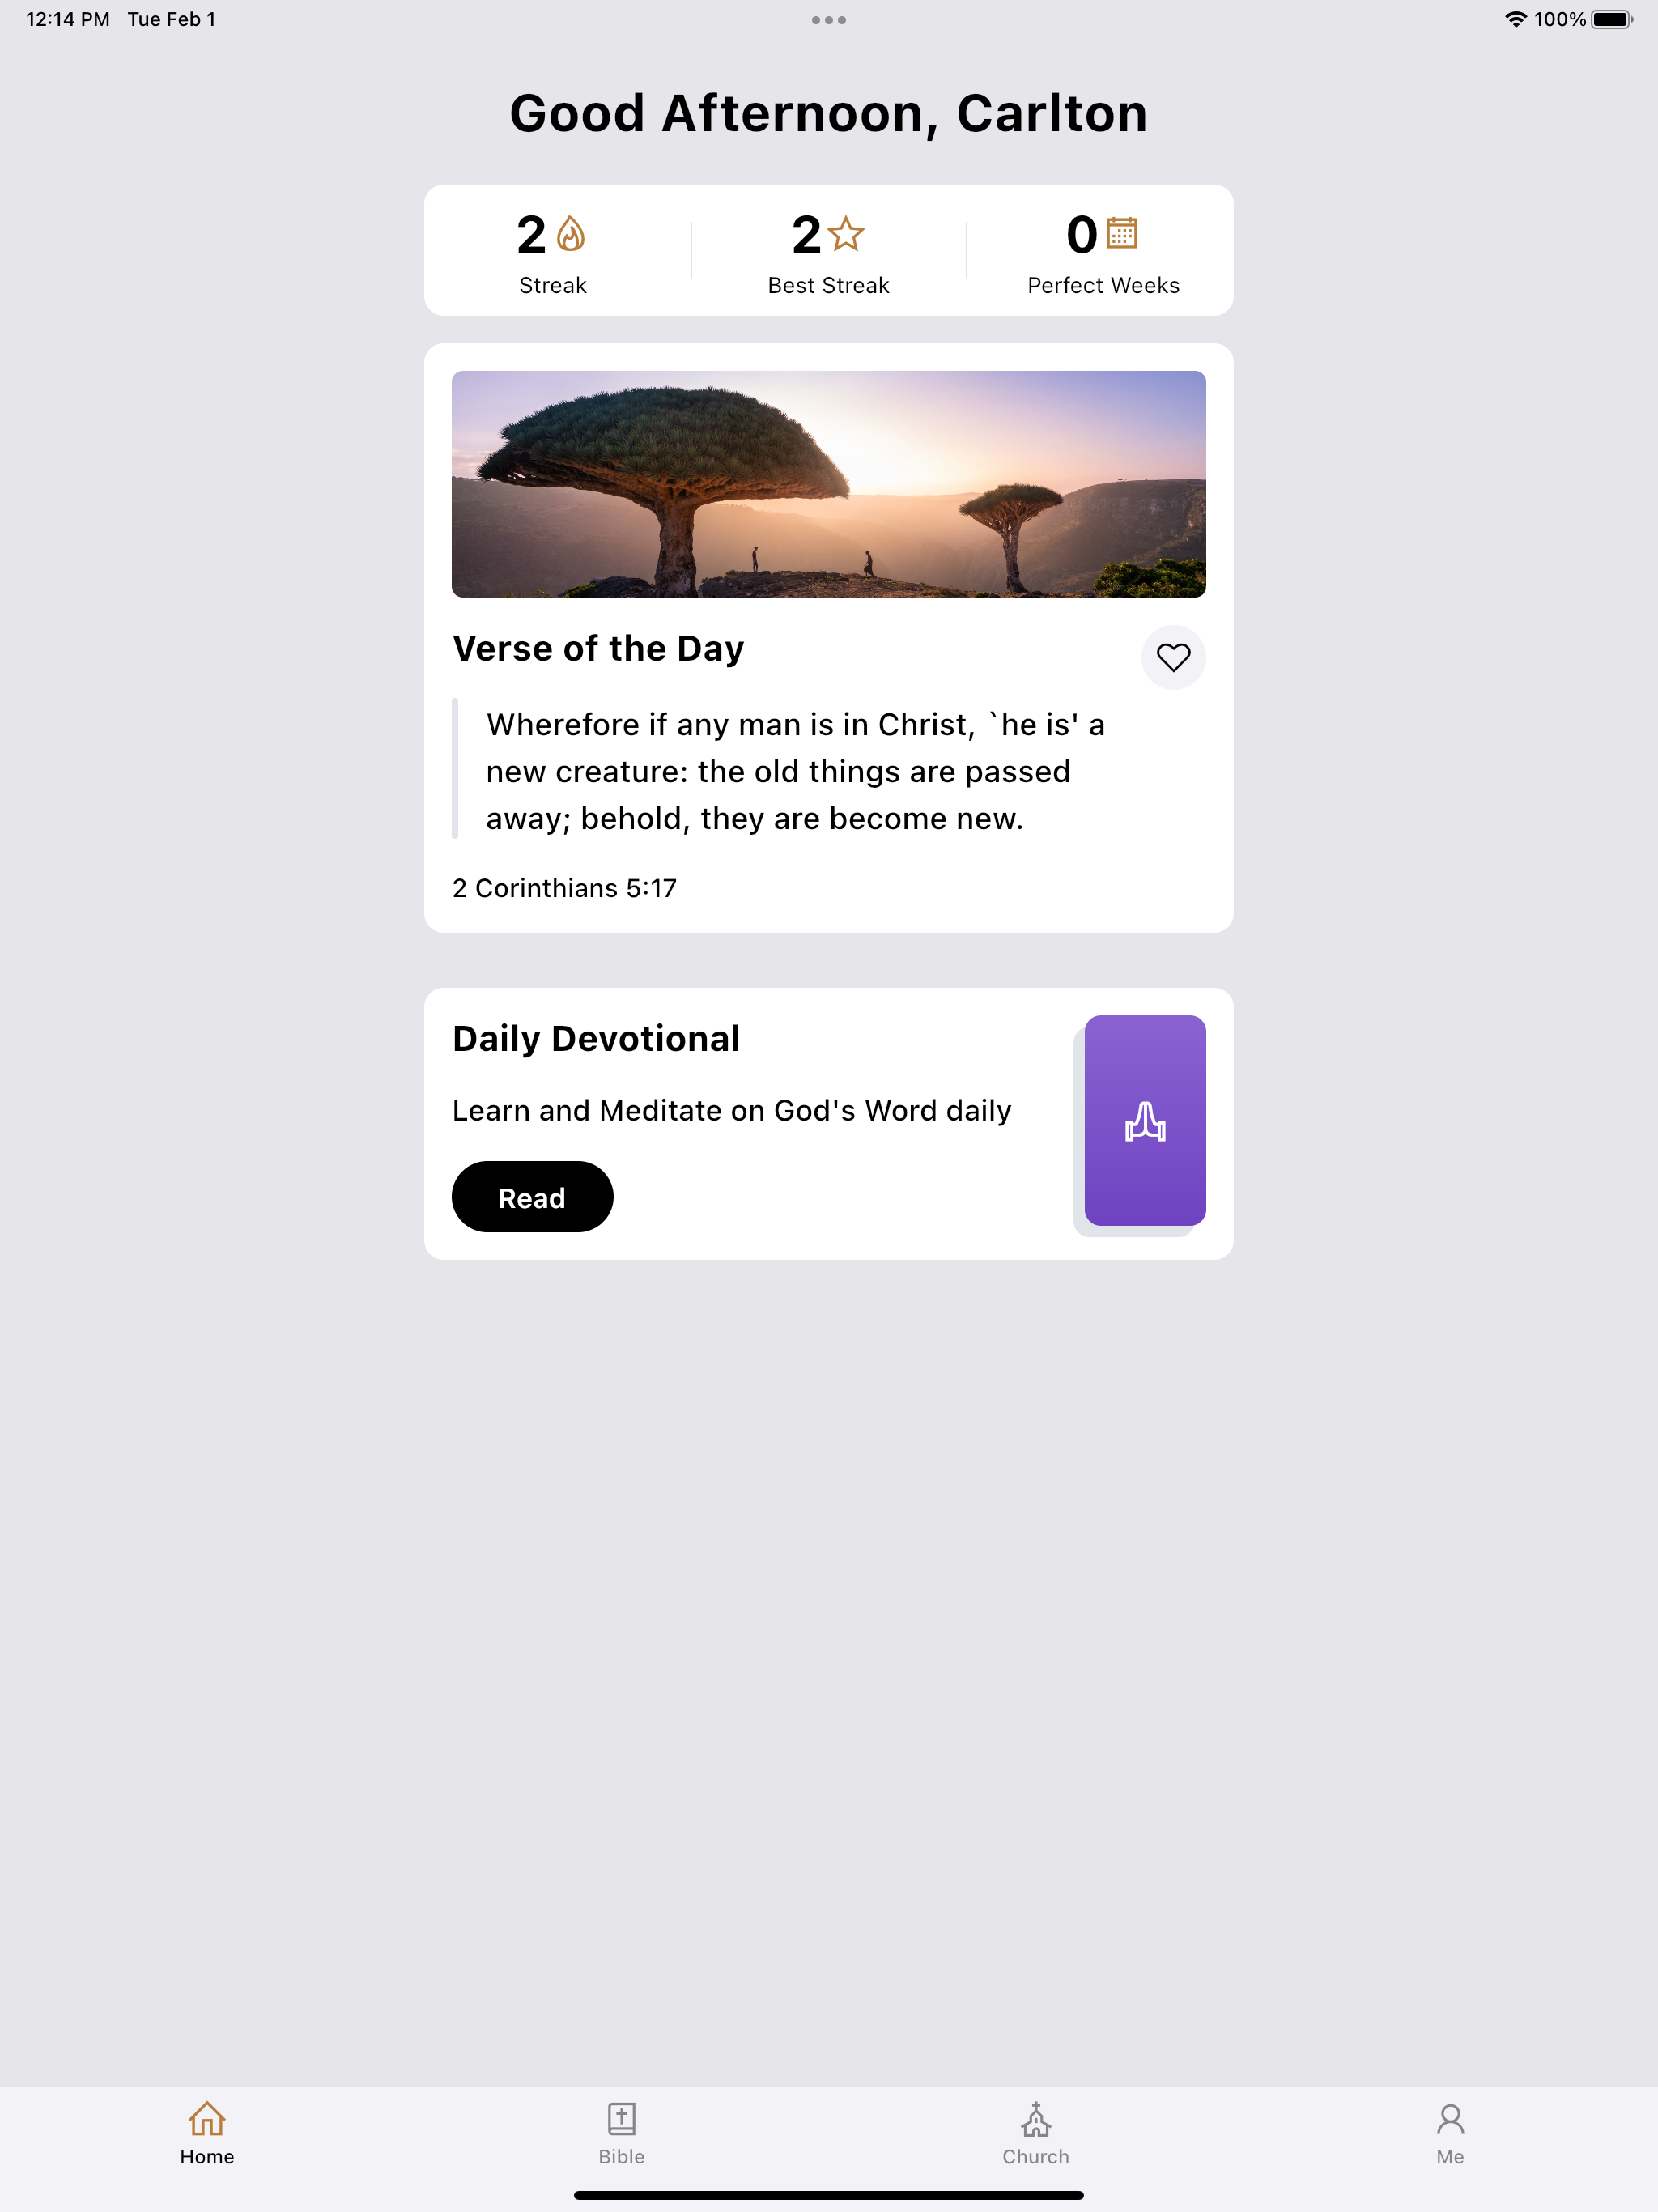 12:14 PM Tue Feb 1
100%
Good Afternoon, Carlton
2
Streak
2
Best Streak
0
Perfect Weeks
Verse of the Day
Wherefore if any man is in Christ, `he is' a
new creature: the old things are passed
away; behold, they are become new.
2 Corinthians 5:17
Daily Devotional
Learn and Meditate on God's Word daily
Read
Home
Bible
Church
Me